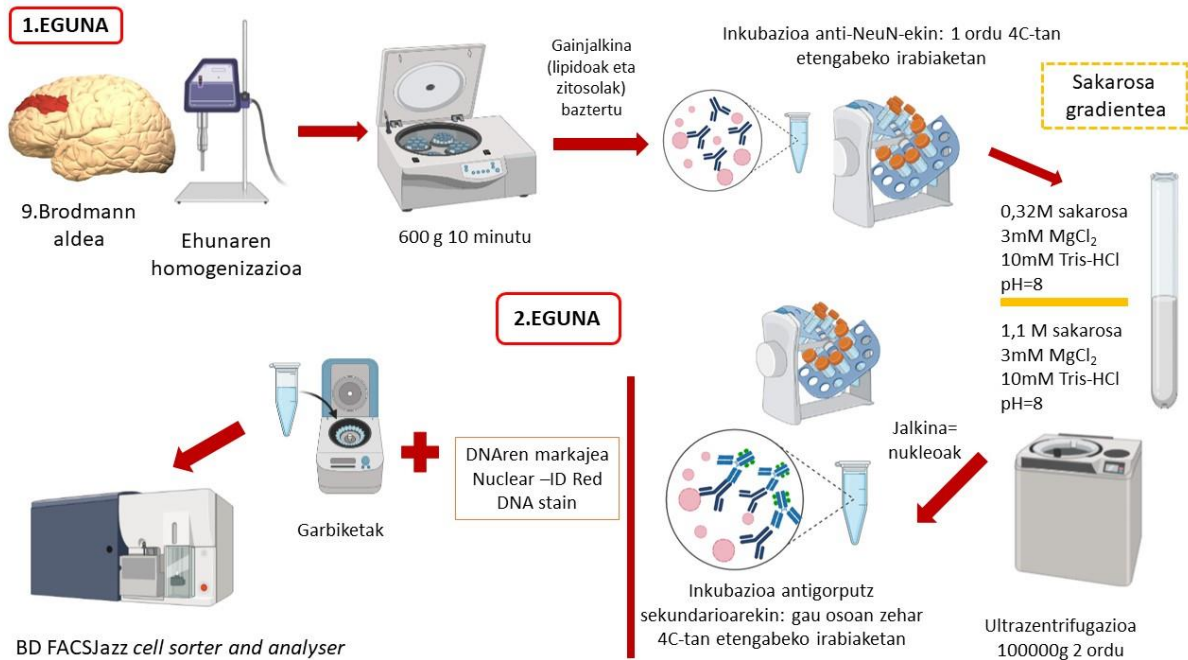 1.EGUNA
9.Brodmann
aldea
Ehunaren
homogenizazioa
600 g 10 minutu
Gainjalkina
(lipidoak eta
zitosolak)
baztertu
Inkubazioa anti-NeuN-ekin: 1 ordu 4C-tan
etengabeko irabiaketan
Sakarosa
gradientea
0,32M sakarosa
3mM MgCl₂
10mM Tris-HCl
pH=8
1,1 M sakarosa
3mM MgCl₂
10mM Tris-HCl
pH=8
Ultrazentrifugazioa
100000g 2 ordu
Jalkina=
nukleoak
Inkubazioa antigorputz
sekundarioarekin: gau osoan zehar
4C-tan etengabeko irabiaketan
2.EGUNA
Garbiketak
DNAren markajea
Nuclear –ID Red
DNA stain
BD FACSJazz cell sorter and analyser